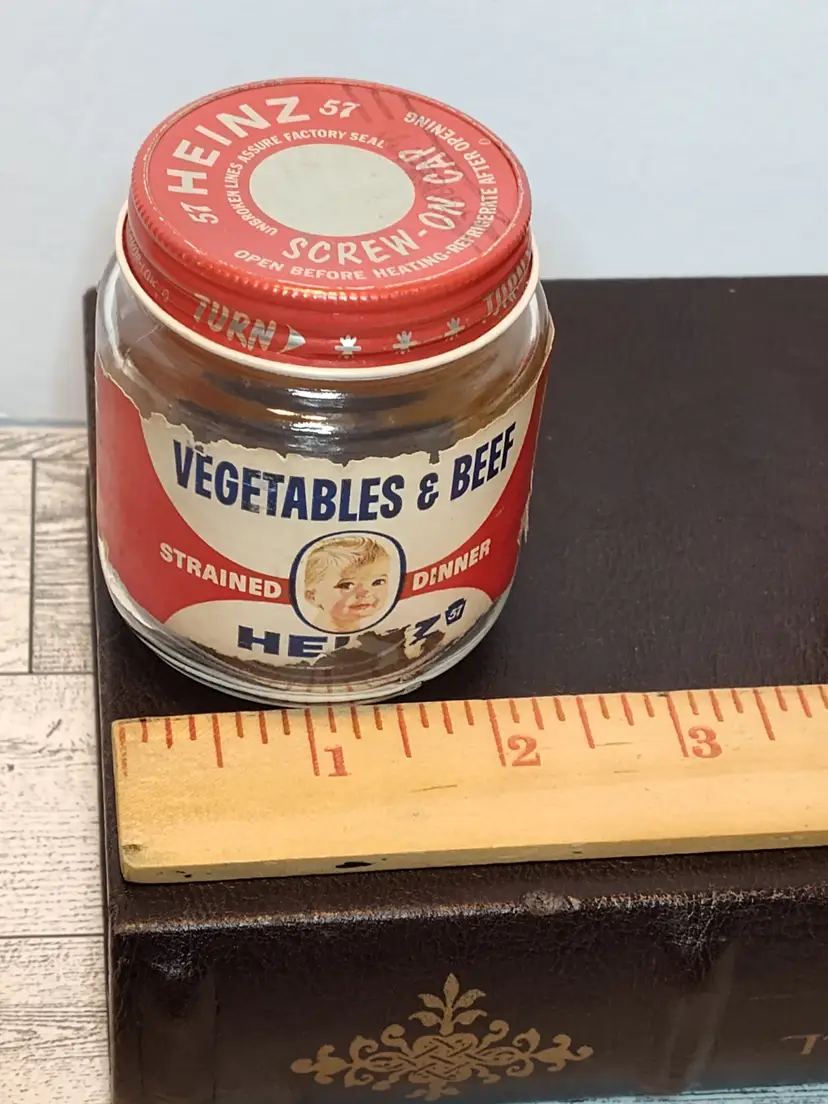 57 HEINZ 57
UNBROKEN LINES ASSURE FACTORY SEAL
SCREW-ON CAP
OPEN BEFORE HEATING-REFRIGERATE AFTER OPENING
TURN
VEGETABLES & BEEF
STRAINED DINNER
HEINZ 57
1 2 3